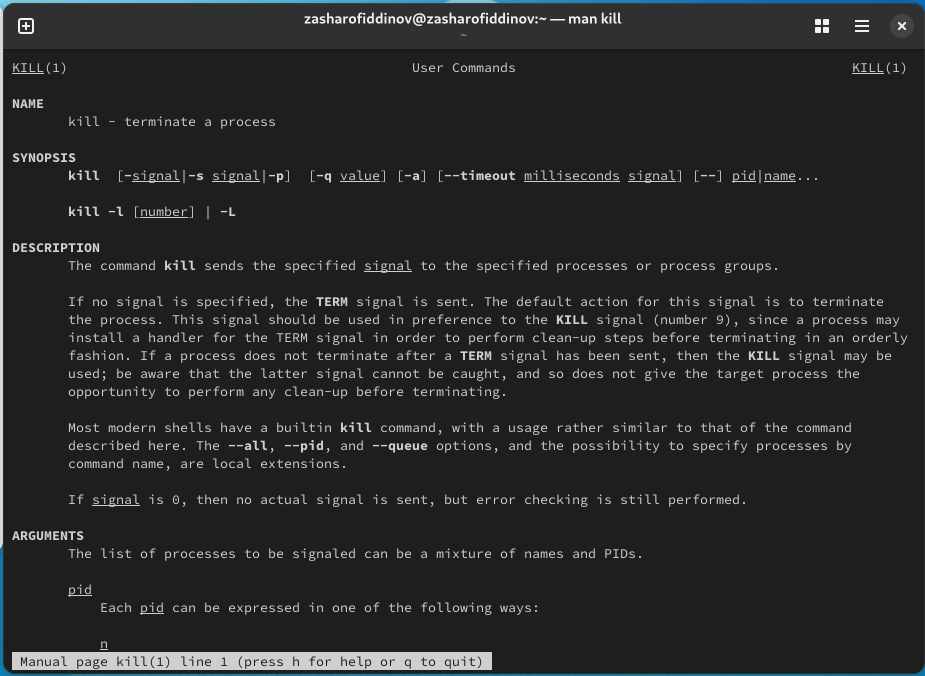 zasharofiddinov@zasharofiddinov:~ — man kill
~
KILL(1) User Commands KILL(1)
NAME
kill - terminate a process
SYNOPSIS
kill [-signal|-s signal|-p] [-q value] [-a] [--timeout milliseconds signal] [--] pid|name...
kill -l [number] | -L
DESCRIPTION
The command kill sends the specified signal to the specified processes or process groups.
If no signal is specified, the TERM signal is sent. The default action for this signal is to terminate
the process. This signal should be used in preference to the KILL signal (number 9), since a process may
install a handler for the TERM signal in order to perform clean-up steps before terminating in an orderly
fashion. If a process does not terminate after a TERM signal has been sent, then the KILL signal may be
used; be aware that the latter signal cannot be caught, and so does not give the target process the
opportunity to perform any clean-up before terminating.
Most modern shells have a builtin kill command, with a usage rather similar to that of the command
described here. The --all, --pid, and --queue options, and the possibility to specify processes by
command name, are local extensions.
If signal is 0, then no actual signal is sent, but error checking is still performed.
ARGUMENTS
The list of processes to be signaled can be a mixture of names and PIDs.
pid
Each pid can be expressed in one of the following ways:
n
Manual page kill(1) line 1 (press h for help or q to quit)